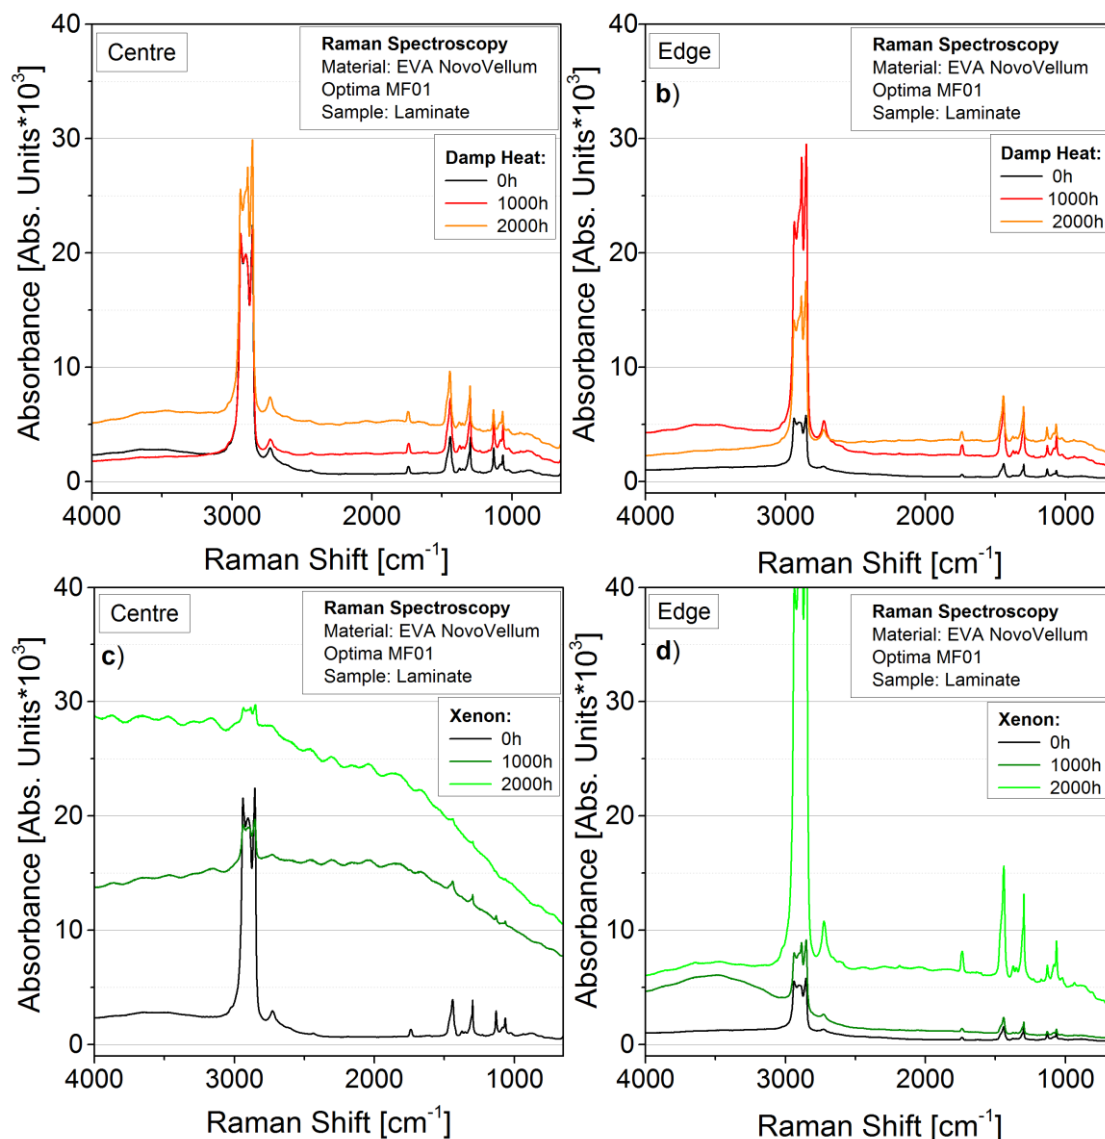 Absorbance [Abs. Units*10³]
40
30
20
10
0
Centre
Raman Spectroscopy
Material: EVA NovoVellum
Optima MF01
Sample: Laminate
Damp Heat:
0h
1000h
2000h
4000 3000 2000 1000
Raman Shift [cm⁻¹]
Absorbance [Abs. Units*10³]
40
30
20
10
0
Edge
b)
Raman Spectroscopy
Material: EVA NovoVellum
Optima MF01
Sample: Laminate
Damp Heat:
0h
1000h
2000h
4000 3000 2000 1000
Raman Shift [cm⁻¹]
Absorbance [Abs. Units*10³]
40
30
20
10
0
Centre
c)
Raman Spectroscopy
Material: EVA NovoVellum
Optima MF01
Sample: Laminate
Xenon:
0h
1000h
2000h
4000 3000 2000 1000
Raman Shift [cm⁻¹]
Absorbance [Abs. Units*10³]
40
30
20
10
0
Edge
d)
Raman Spectroscopy
Material: EVA NovoVellum
Optima MF01
Sample: Laminate
Xenon:
0h
1000h
2000h
4000 3000 2000 1000
Raman Shift [cm⁻¹]